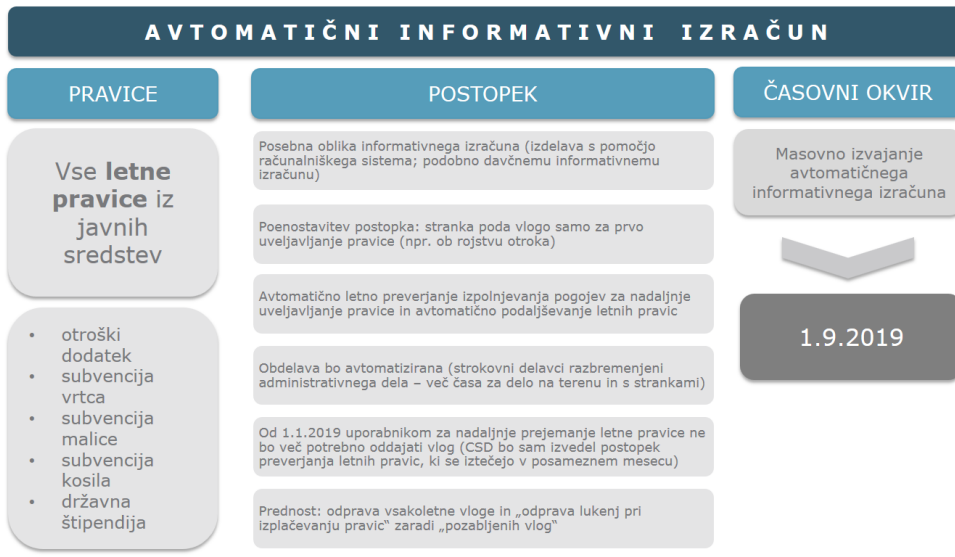 AVTOMATIČNI INFORMATIVNI IZRAČUN
PRAVICE
Vse letne
pravice iz
javnih
sredstev
• otroški
dodatek
• subvencija
vrtca
• subvencija
malice
• subvencija
kosila
• državna
štipendija
POSTOPEK
Posebna oblika informativnega izračuna (izdelava s pomočjo
računalniškega sistema; podobno davčnemu informativnemu
izračunu)
Poenostavitev postopka: stranka poda vlogo samo za prvo
uveljavljanje pravice (npr. ob rojstvu otroka)
Avtomatično letno preverjanje izpolnjevanja pogojev za nadaljnje
uveljavljanje pravice in avtomatično podaljševanje letnih pravic
Obdelava bo avtomatizirana (strokovni delavci razbremenjeni
administrativnega dela – več časa za delo na terenu in s strankami)
Od 1.1.2019 uporabnikom za nadaljnje prejemanje letne pravice ne
bo več potrebno oddajati vlog (CSD bo sam izvedel postopek
preverjanja letnih pravic, ki se iztečejo v posameznem mesecu)
Prednost: odprava vsakoletne vloge in „odprava lukenj pri
izplačevanju pravic“ zaradi „pozabljenih vlog“
ČASOVNI OKVIR
Masovno izvajanje
avtomatičnega
informativnega izračuna
1.9.2019